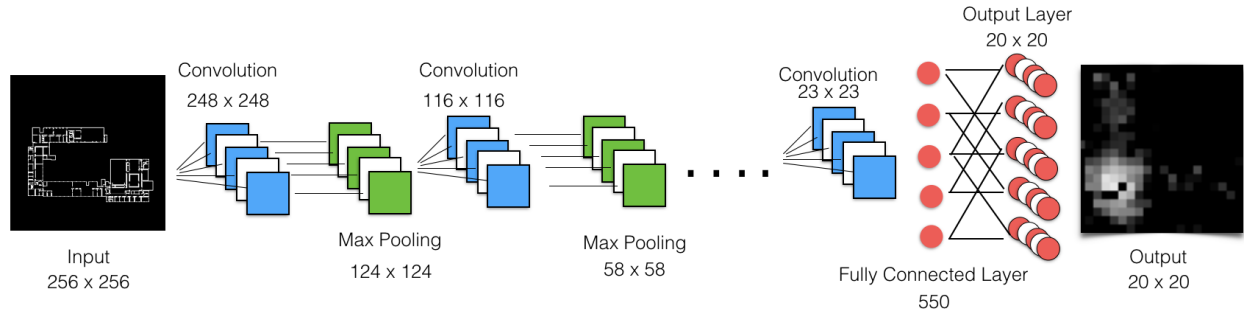 Input
256 x 256
Convolution
248 x 248
Max Pooling
124 x 124
Convolution
116 x 116
Max Pooling
58 x 58
Convolution
23 x 23
Fully Connected Layer
550
Output Layer
20 x 20
Output
20 x 20